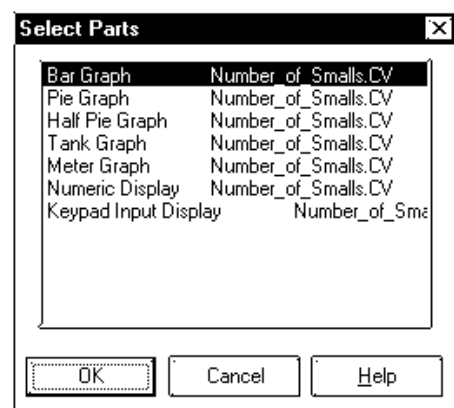 Select Parts
Bar Graph Number_of_Smalls.CV
Pie Graph Number_of_Smalls.CV
Half Pie Graph Number_of_Smalls.CV
Tank Graph Number_of_Smalls.CV
Meter Graph Number_of_Smalls.CV
Numeric Display Number_of_Smalls.CV
Keypad Input Display Number_of_Sma
OK Cancel Help